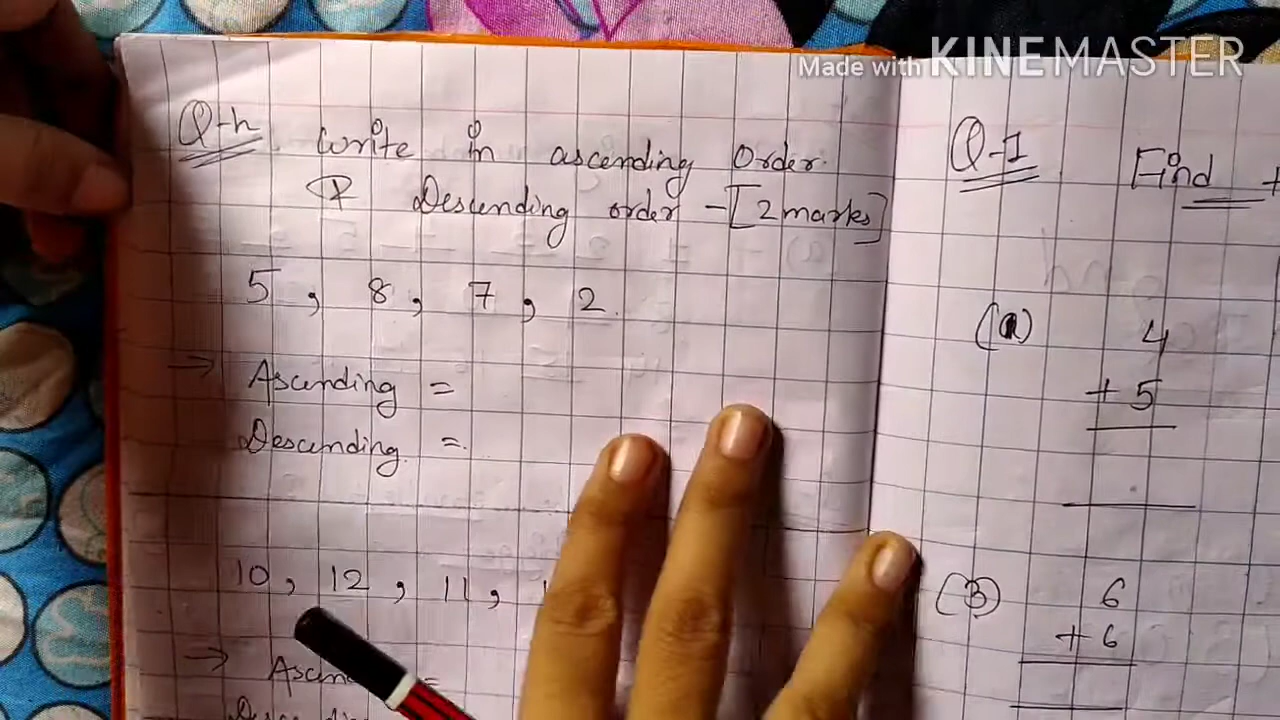 Made with KINEMASTER
Q-h write in ascending order.
& Descending order - [2 marks]
5, 8, 7, 2.
→ Ascending =
Descending =.
10, 12, 11,
→ Ascen =
Q-1 Find
(a) 4
+ 5
(B) 6
+ 6